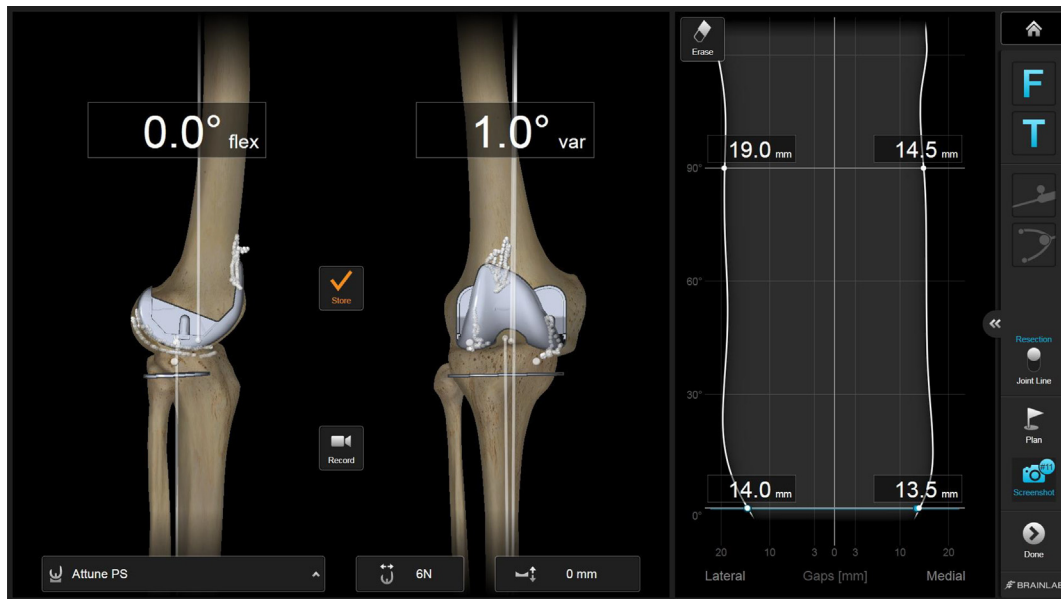 0.0° flex
1.0° var
Store
Record
Attune PS
6N
0 mm
Erase
19.0 mm
14.5 mm
90°
60°
30°
14.0 mm
13.5 mm
0°
20 10 3 0 3 10 20
Lateral Gaps [mm] Medial
F
T
Resection
Joint Line
Plan
#11
Screenshot
Done
BRAINLAB